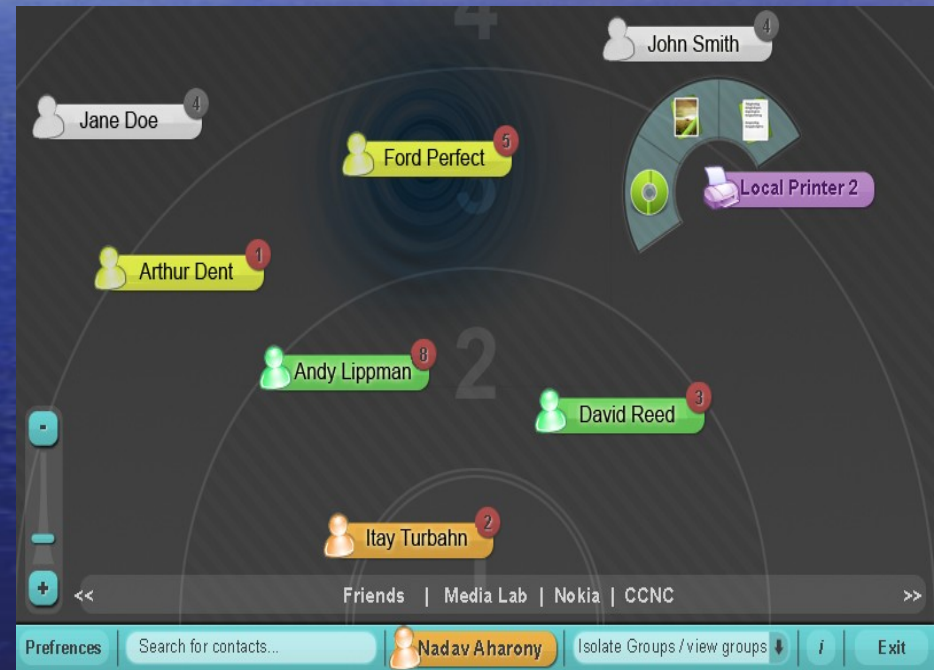 4
John Smith 4
Jane Doe 4
Ford Perfect 5
3
Local Printer 2
Arthur Dent 1
2
Andy Lippman 8
David Reed 3
-
Itay Turbahn 2
1
+
<< Friends | Media Lab | Nokia | CCNC >>
Prefrences Search for contacts... Nadav Aharony Isolate Groups / view groups i Exit